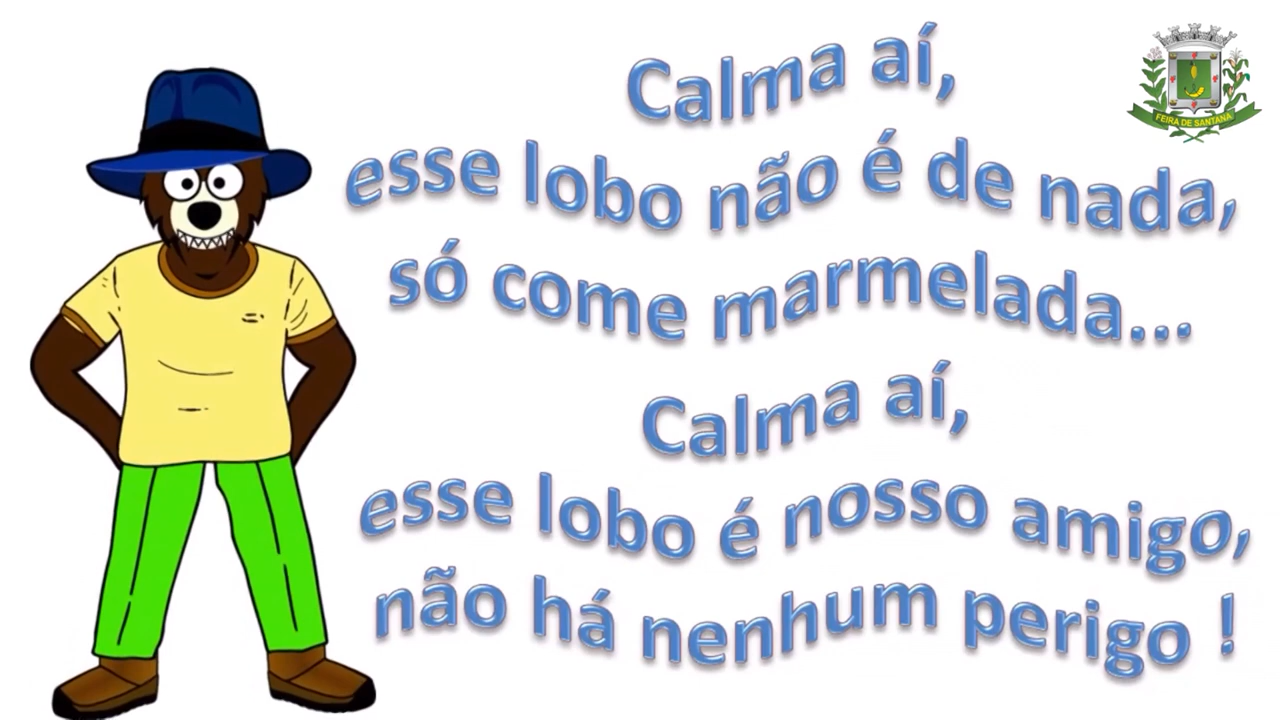 Calma aí,
esse lobo não é de nada,
só come marmelada...
Calma aí,
esse lobo é nosso amigo,
não há nenhum perigo !
FEIRA DE SANTANA